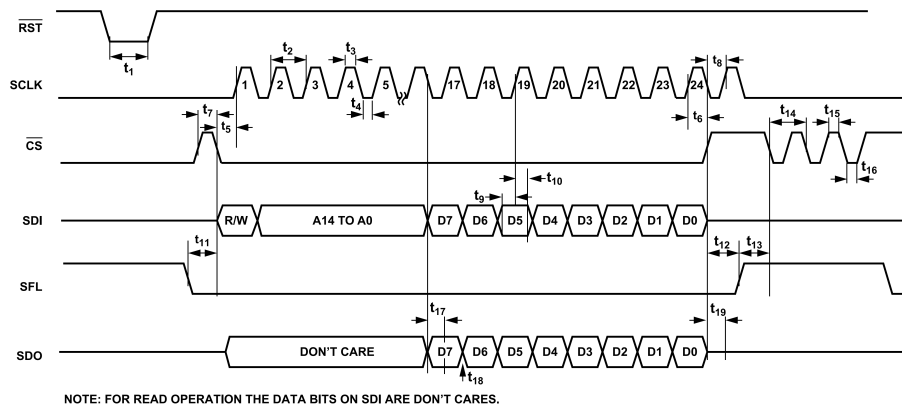 RST
t1
SCLK
t2
t3
t4
1 2 3 4 5 17 18 19 20 21 22 23 24
t8
t7
t5
t6
CS
t14
t15
t16
t9
t10
SDI
R/W A14 TO A0 D7 D6 D5 D4 D3 D2 D1 D0
t11
t12
t13
SFL
t17
t19
SDO
DON'T CARE D7 D6 D5 D4 D3 D2 D1 D0
t18
NOTE: FOR READ OPERATION THE DATA BITS ON SDI ARE DON'T CARES.